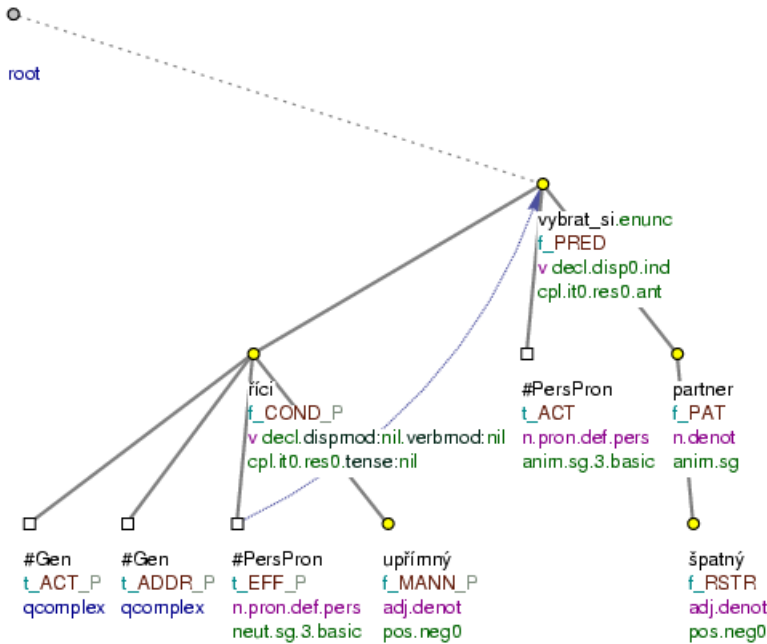 root
vybrat_si.enunc
f_PRED
v decl.disp0.ind
cpl.it0.res0.ant
říci
f_COND_P
v decl.dispmod:nil.verbmod:nil
cpl.it0.res0.tense:nil
#PersPron
t_ACT
n.pron.def.pers
anim.sg.3.basic
partner
f_PAT
n.denot
anim.sg
#Gen
t_ACT_P
qcomplex
#Gen
t_ADDR_P
qcomplex
#PersPron
t_EFF_P
n.pron.def.pers
neut.sg.3.basic
upřímný
f_MANN_P
adj.denot
pos.neg0
špatný
f_RSTR
adj.denot
pos.neg0